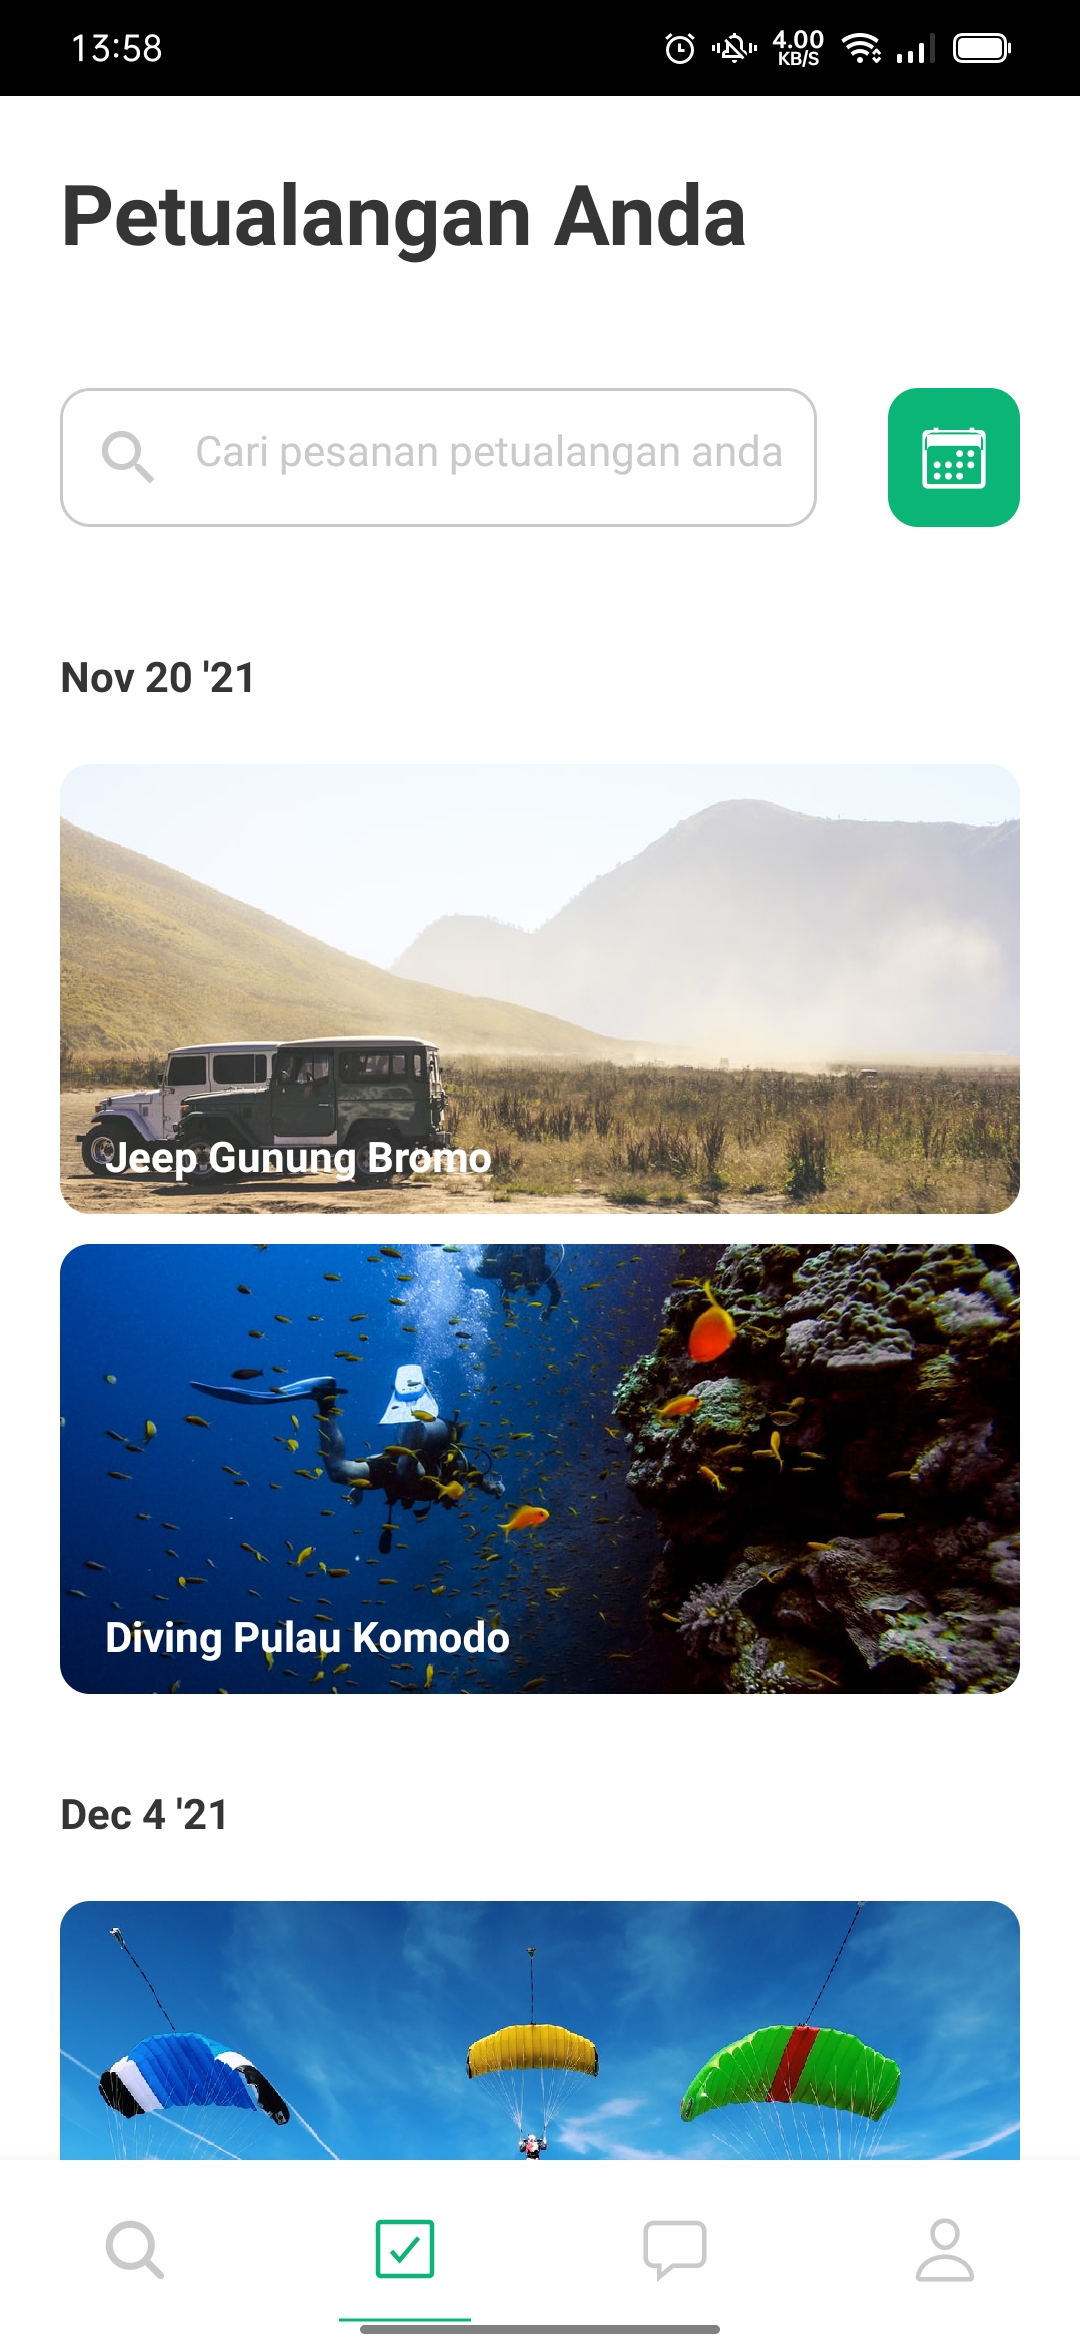 13:58
4.00
KB/S
Petualangan Anda
Cari pesanan petualangan anda
Nov 20 '21
Jeep Gunung Bromo
Diving Pulau Komodo
Dec 4 '21